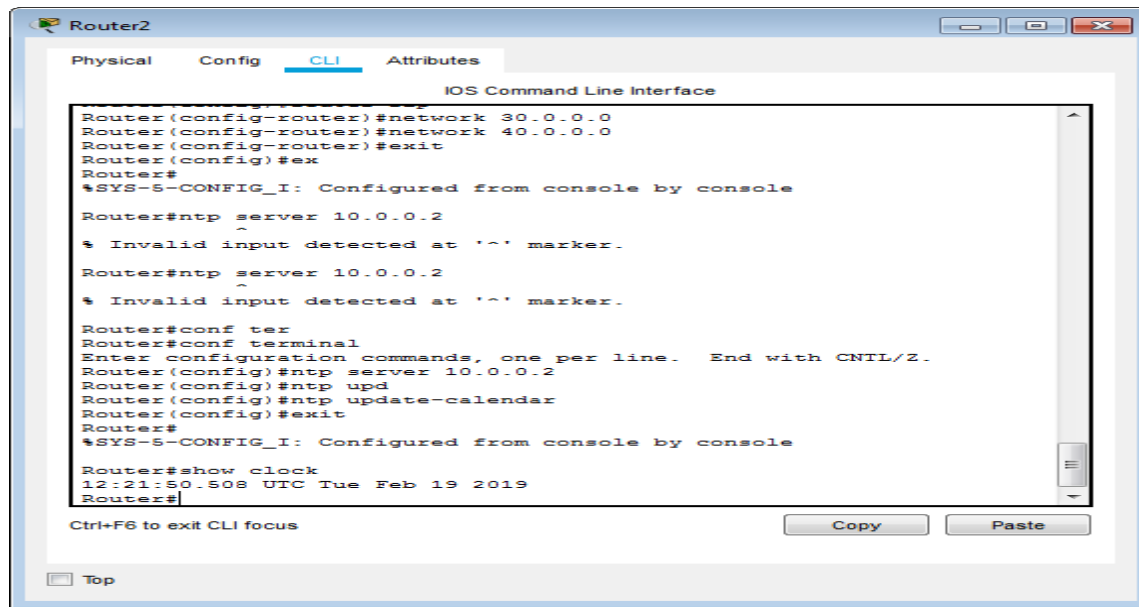 Router2
Physical Config CLI Attributes
IOS Command Line Interface
Router(config-router)#network 30.0.0.0
Router(config-router)#network 40.0.0.0
Router(config-router)#exit
Router(config)#ex
Router#
%SYS-5-CONFIG_I: Configured from console by console
Router#ntp server 10.0.0.2
^
% Invalid input detected at '^' marker.
Router#ntp server 10.0.0.2
^
% Invalid input detected at '^' marker.
Router#conf ter
Router#conf terminal
Enter configuration commands, one per line. End with CNTL/Z.
Router(config)#ntp server 10.0.0.2
Router(config)#ntp upd
Router(config)#ntp update-calendar
Router(config)#exit
Router#
%SYS-5-CONFIG_I: Configured from console by console
Router#show clock
12:21:50.508 UTC Tue Feb 19 2019
Router#
Ctrl+F6 to exit CLI focus
Copy Paste
Top